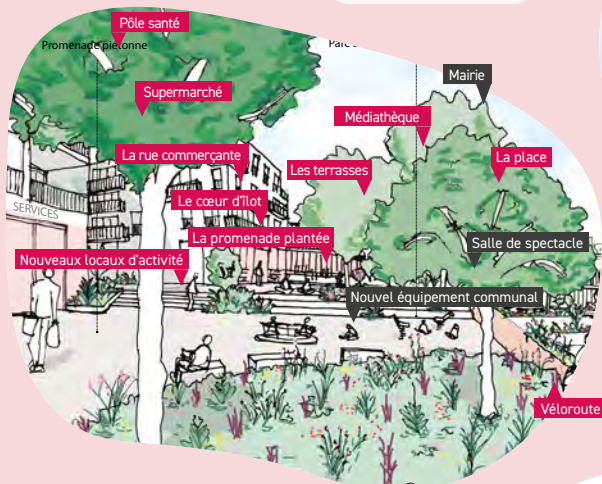 Pôle santé
Promenade piétonne
Parc
Mairie
Supermarché
Médiathèque
La rue commerçante
Les terrasses
La place
Le cœur d'îlot
SERVICES
La promenade plantée
Salle de spectacle
Nouveaux locaux d'activité
Nouvel équipement communal
Véloroute